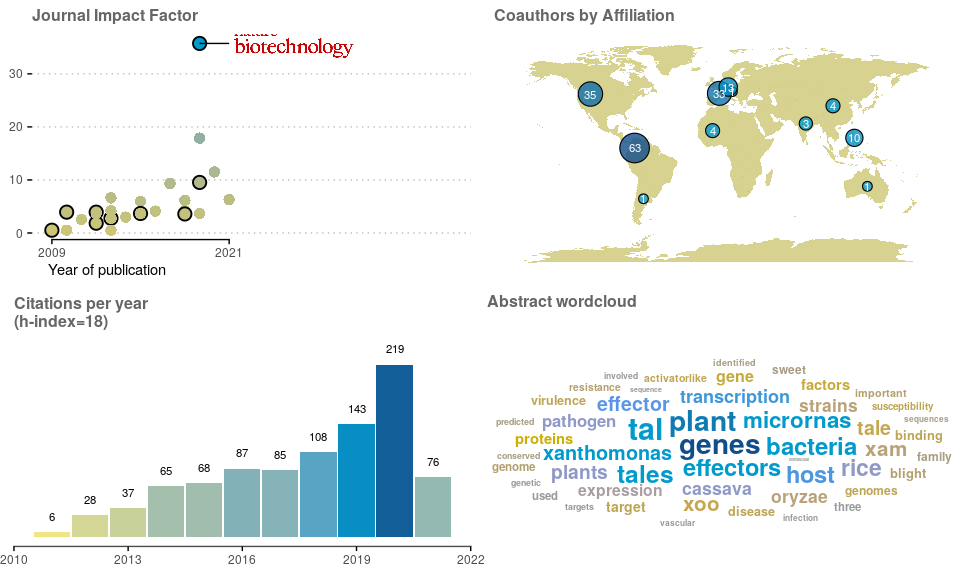 Journal Impact Factor
biotechnology
30
20
10
0
2009
2021
Year of publication
Coauthors by Affiliation
35
33
13
63
4
3
4
10
1
1
Citations per year
(h-index=18)
6
28
37
65
68
87
85
108
143
219
76
2010
2013
2016
2019
2022
Abstract wordcloud
identified
involved
activatorlike
gene
sweet
resistance
sequence
factors
important
virulence
effector
transcription
strains
susceptibility
predicted
pathogen
tal
plant
micrornas
tale
sequences
proteins
genes
bacteria
binding
conserved
xanthomonas
xam
family
genome
plants
tales
effectors
host
rice
blight
genetic
used
expression
cassava
oryzae
genomes
targets
target
xoo
disease
three
vascular
infection